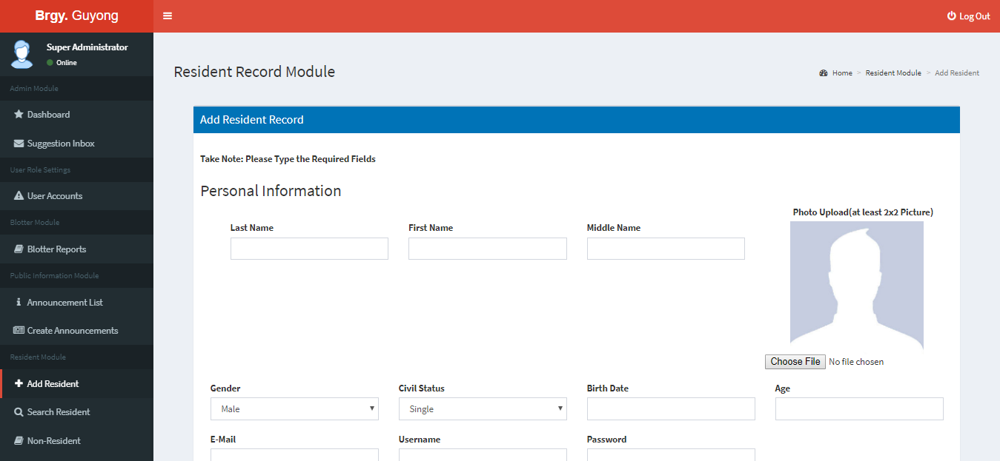 Brgy. Guyong
Log Out
Super Administrator
Online
Admin Module
Dashboard
Suggestion Inbox
User Role Settings
User Accounts
Blotter Module
Blotter Reports
Public Information Module
Announcement List
Create Announcements
Resident Module
Add Resident
Search Resident
Non-Resident
Resident Record Module
Home > Resident Module > Add Resident
Add Resident Record
Take Note: Please Type the Required Fields
Personal Information
Photo Upload(at least 2x2 Picture)
Last Name First Name Middle Name
Choose File No file chosen
Gender Civil Status Birth Date Age
Male Single
E-Mail Username Password